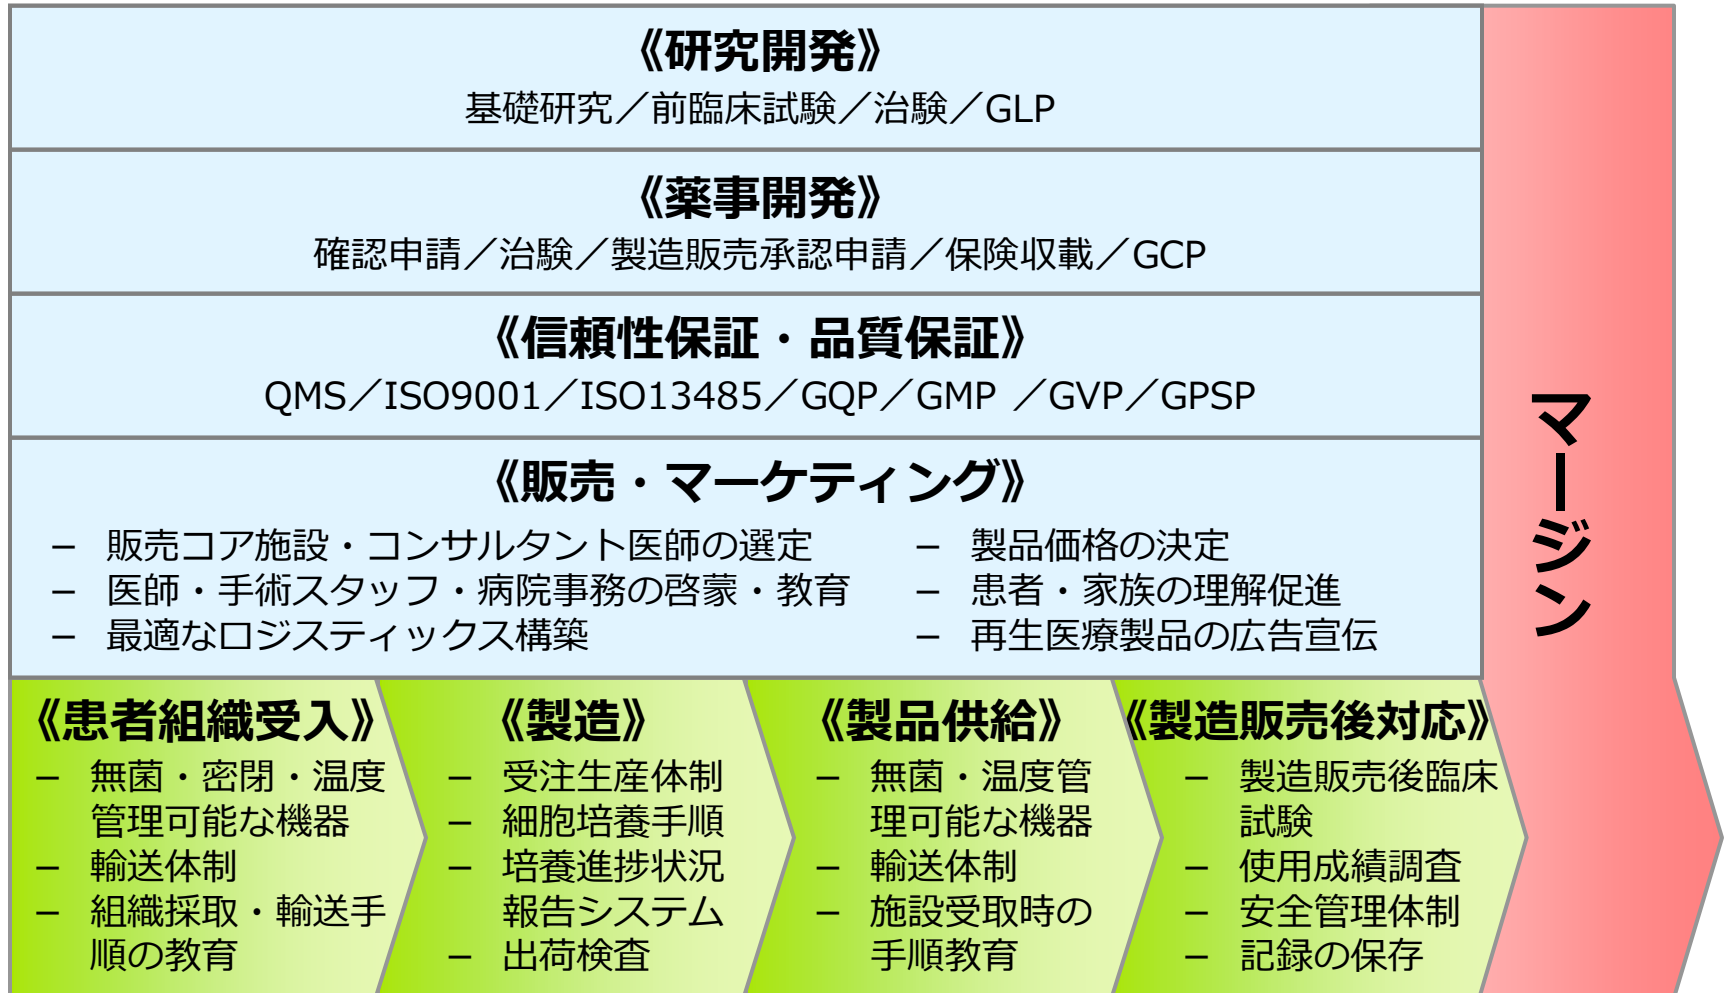 《研究開発》
基礎研究／前臨床試験／治験／GLP
《薬事開発》
確認申請／治験／製造販売承認申請／保険収載／GCP
《信頼性保証・品質保証》
QMS／ISO9001／ISO13485／GQP／GMP ／GVP／GPSP
《販売・マーケティング》
– 販売コア施設・コンサルタント医師の選定
– 医師・手術スタッフ・病院事務の啓蒙・教育
– 最適なロジスティックス構築
– 製品価格の決定
– 患者・家族の理解促進
– 再生医療製品の広告宣伝
《患者組織受入》
– 無菌・密閉・温度
管理可能な機器
– 輸送体制
– 組織採取・輸送手
順の教育
《製造》
– 受注生産体制
– 細胞培養手順
– 培養進捗状況
報告システム
– 出荷検査
《製品供給》
– 無菌・温度管
理可能な機器
– 輸送体制
– 施設受取時の
手順教育
《製造販売後対応》
– 製造販売後臨床
試験
– 使用成績調査
– 安全管理体制
– 記録の保存
マージン